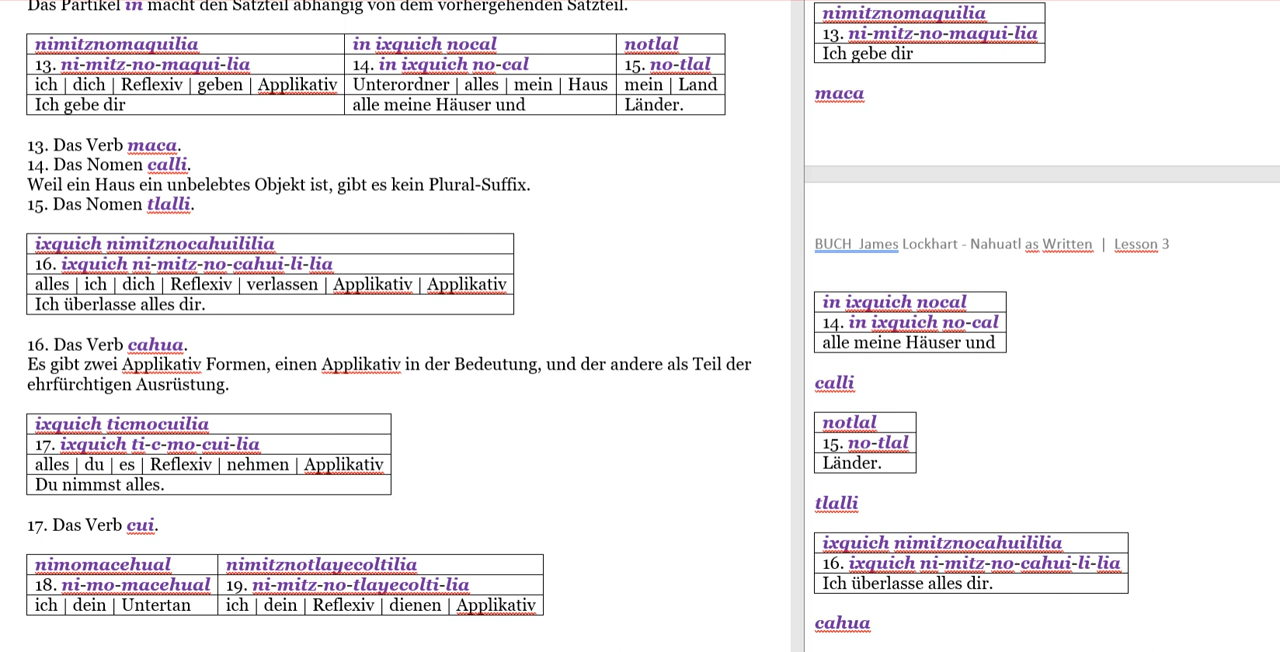 Das Partikel in macht den Satzteil abhängig von dem vorhergehenden Satzteil.
nimitznomaquilia | in ixquich nocal | notlal
13. ni-mitz-no-maqui-lia | 14. in ixquich no-cal | 15. no-tlal
ich | dich | Reflexiv | geben | Applikativ | Unterordner | alles | mein | Haus | mein | Land
Ich gebe dir | alle meine Häuser und | Länder.
13. Das Verb maca.
14. Das Nomen calli.
Weil ein Haus ein unbelebtes Objekt ist, gibt es kein Plural-Suffix.
15. Das Nomen tlalli.
ixquich nimitznocahuililia
16. ixquich ni-mitz-no-cahui-li-lia
alles | ich | dich | Reflexiv | verlassen | Applikativ | Applikativ
Ich überlasse alles dir.
16. Das Verb cahua.
Es gibt zwei Applikativ Formen, einen Applikativ in der Bedeutung, und der andere als Teil der
ehrfürchtigen Ausrüstung.
ixquich ticmocuilia
17. ixquich ti-c-mo-cui-lia
alles | du | es | Reflexiv | nehmen | Applikativ
Du nimmst alles.
17. Das Verb cui.
nimomacehual | nimitznotlayecoltilia
18. ni-mo-macehual | 19. ni-mitz-no-tlayecolti-lia
ich | dein | Untertan | ich | dein | Reflexiv | dienen | Applikativ
nimitznomaquilia
13. ni-mitz-no-maqui-lia
Ich gebe dir
maca
BUCH James Lockhart - Nahuatl as Written | Lesson 3
in ixquich nocal
14. in ixquich no-cal
alle meine Häuser und
calli
notlal
15. no-tlal
Länder.
tlalli
ixquich nimitznocahuililia
16. ixquich ni-mitz-no-cahui-li-lia
Ich überlasse alles dir.
cahua